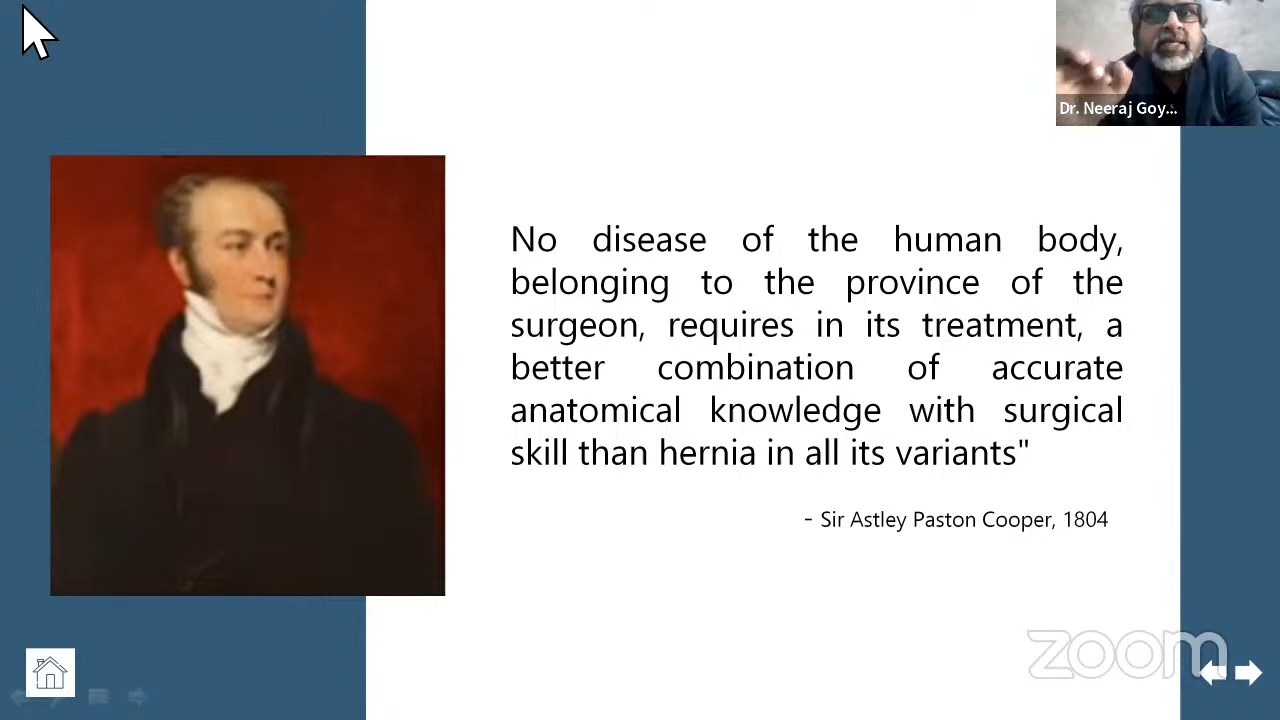 Dr. Neeraj Goy...
No disease of the human body,
belonging to the province of the
surgeon, requires in its treatment, a
better combination of accurate
anatomical knowledge with surgical
skill than hernia in all its variants"
- Sir Astley Paston Cooper, 1804
zoom